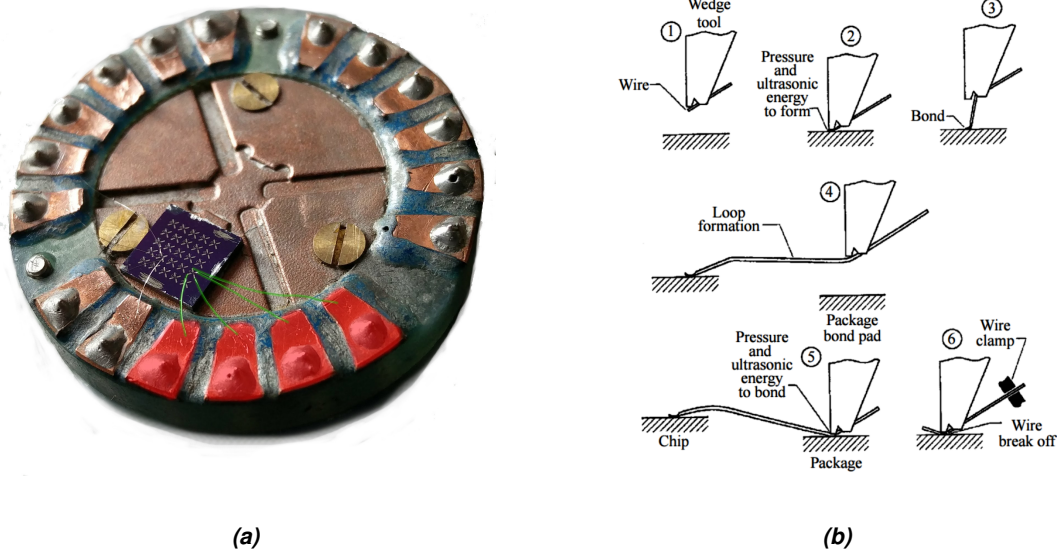 Wedge
tool
1
Wire
2
Pressure
and
ultrasonic
energy
to form
3
Bond
4
Loop
formation
Package
bond pad
5
Pressure
and
ultrasonic
energy
to bond
Chip
Package
6
Wire
clamp
Wire
break off
(a)
(b)